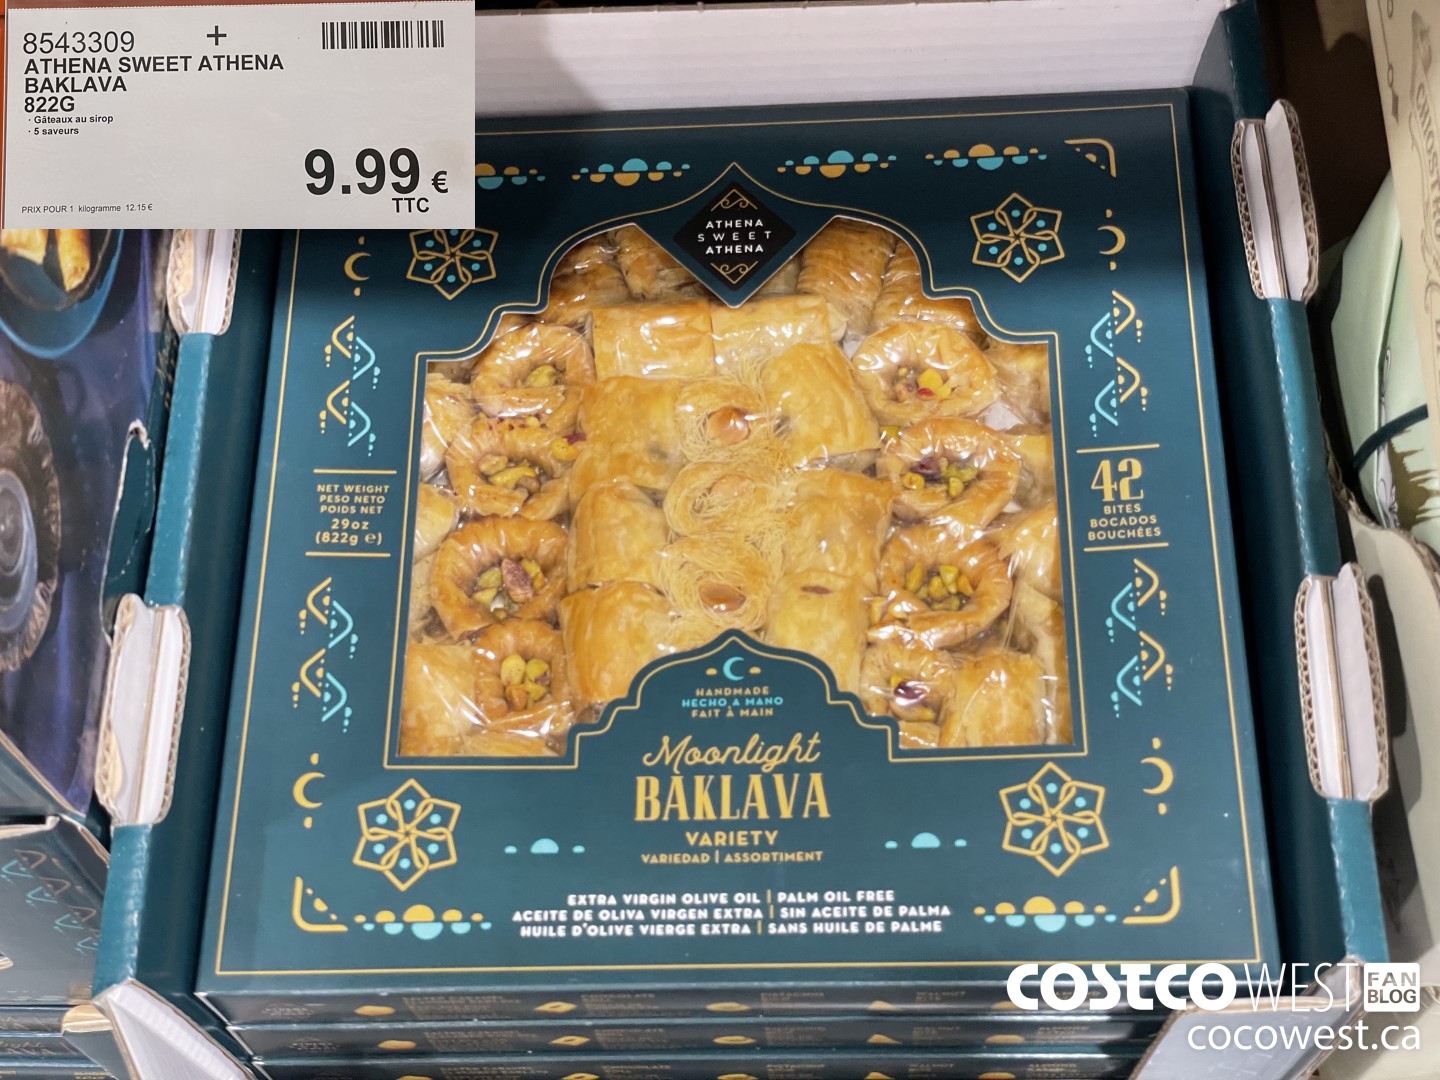 8543309 +
ATHENA SWEET ATHENA
BAKLAVA
822G
· Gâteaux au sirop
· 5 saveurs
9.99 €
TTC
PRIX POUR 1 kilogramme 12.15 €
ATHENA
SWEET
ATHENA
NET WEIGHT
PESO NETO
POIDS NET
29oz
(822g ℮)
42
BITES
BOCADOS
BOUCHÉES
HANDMADE
HECHO A MANO
FAIT À MAIN
Moonlight
BAKLAVA
VARIETY
VARIEDAD | ASSORTIMENT
EXTRA VIRGIN OLIVE OIL | PALM OIL FREE
ACEITE DE OLIVA VIRGEN EXTRA | SIN ACEITE DE PALMA
HUILE D'OLIVE VIERGE EXTRA | SANS HUILE DE PALME
COSTCO WEST FAN BLOG
cocowest.ca